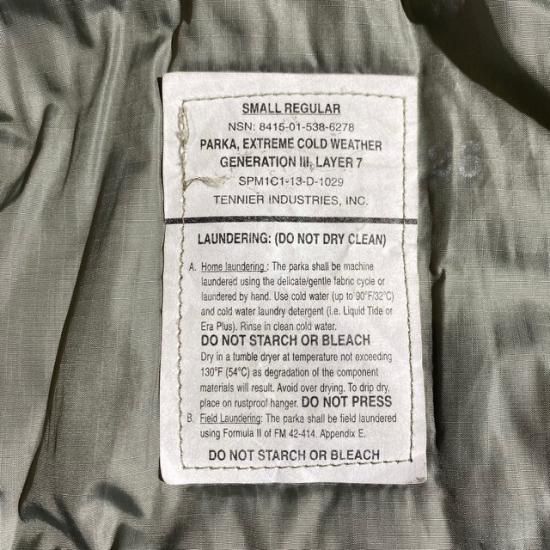 SMALL REGULAR
NSN: 8415-01-538-6278
PARKA, EXTREME COLD WEATHER
GENERATION III, LAYER 7
SPM1C1-13-D-1029
TENNIER INDUSTRIES, INC.
LAUNDERING: (DO NOT DRY CLEAN)
A. Home laundering : The parka shall be machine
laundered using the delicate/gentle fabric cycle or
laundered by hand. Use cold water (up to 90°F/32°C)
and cold water laundry detergent (i.e. Liquid Tide or
Era Plus). Rinse in clean cold water.
DO NOT STARCH OR BLEACH
Dry in a tumble dryer at temperature not exceeding
130°F (54°C) as degradation of the component
materials will result. Avoid over drying. To drip dry,
place on rustproof hanger. DO NOT PRESS
B. Field Laundering: The parka shall be field laundered
using Formula II of FM 42-414. Appendix E.
DO NOT STARCH OR BLEACH